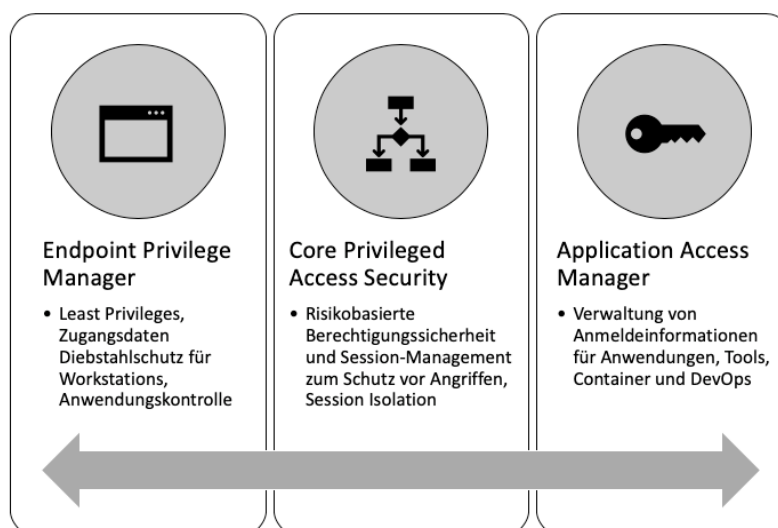 Endpoint Privilege
Manager
• Least Privileges,
Zugangsdaten
Diebstahlschutz für
Workstations,
Anwendungskontrolle
Core Privileged
Access Security
• Risikobasierte
Berechtigungssicherheit
und Session-Management
zum Schutz vor Angriffen,
Session Isolation
Application Access
Manager
• Verwaltung von
Anmeldeinformationen
für Anwendungen, Tools,
Container und DevOps